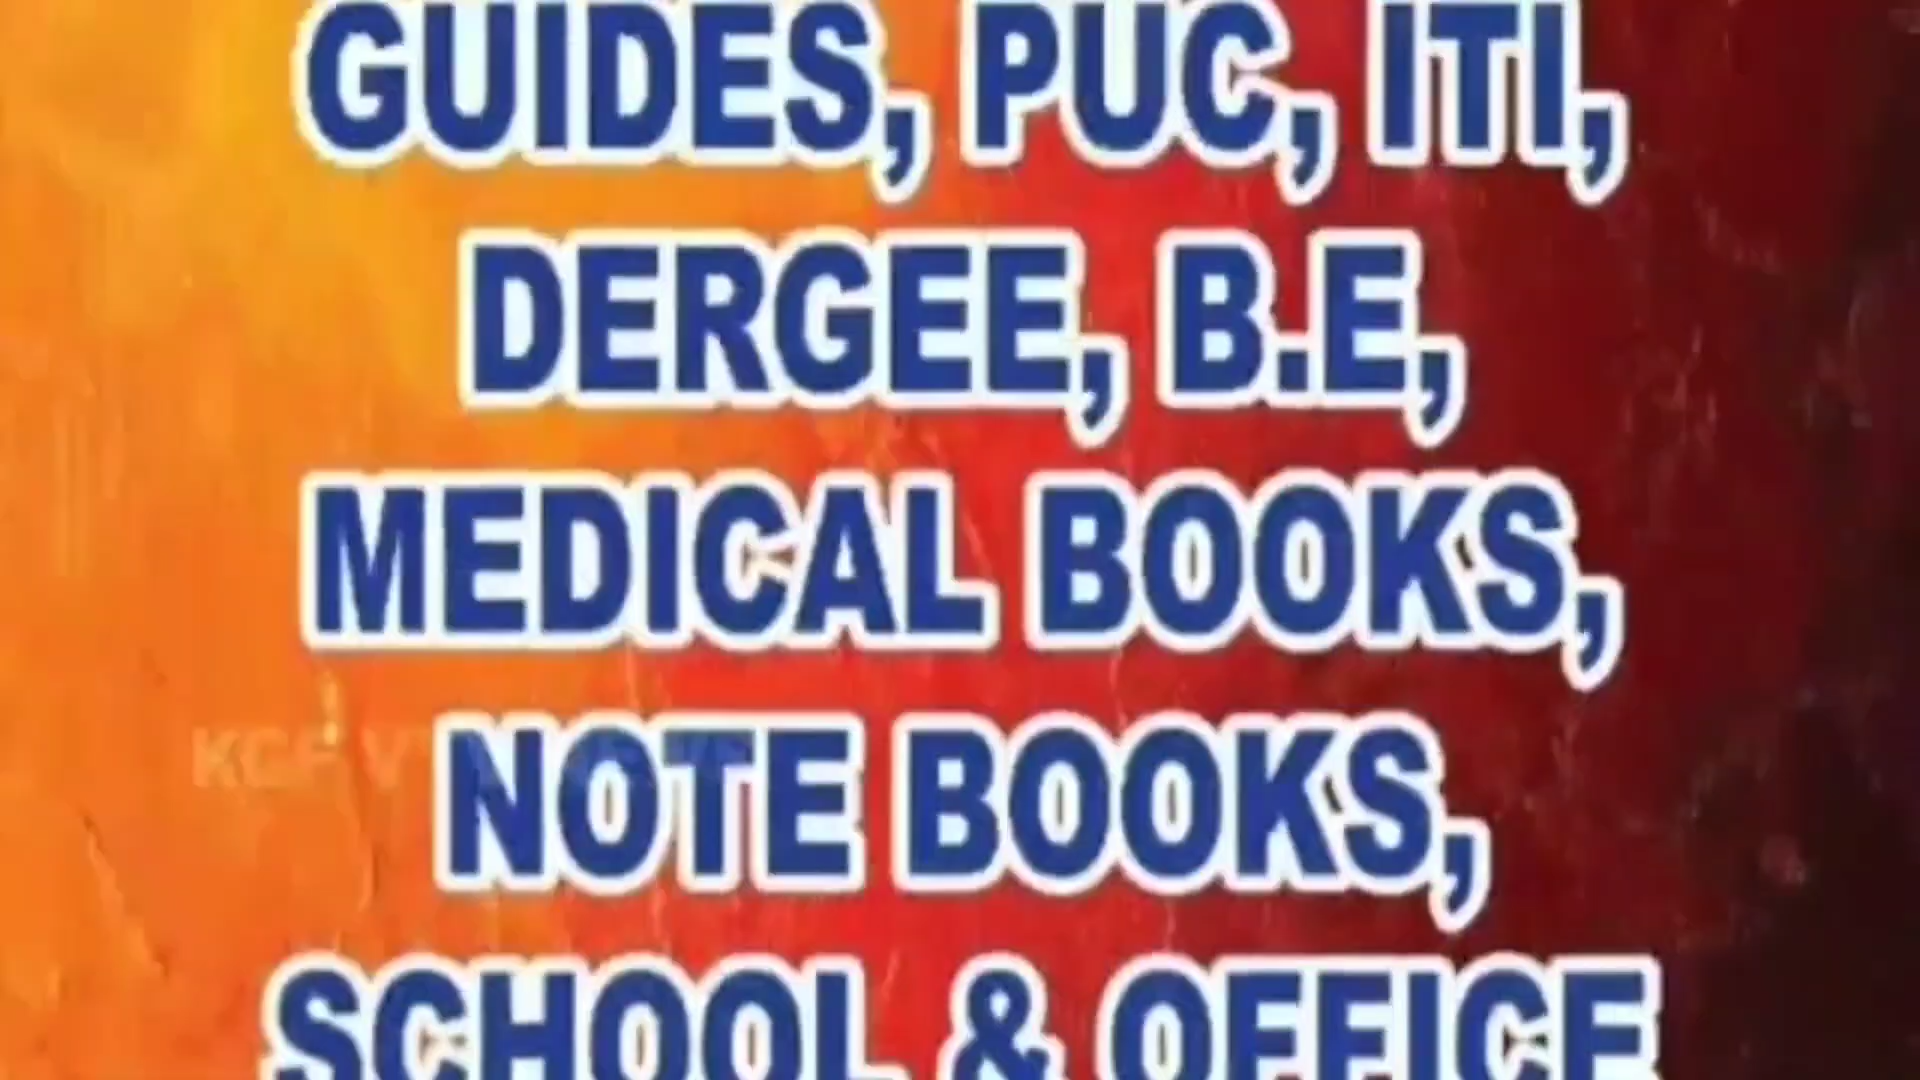 GUIDES, PUC, ITI,
DERGEE, B.E,
MEDICAL BOOKS,
NOTE BOOKS,
SCHOOL & OFFICE